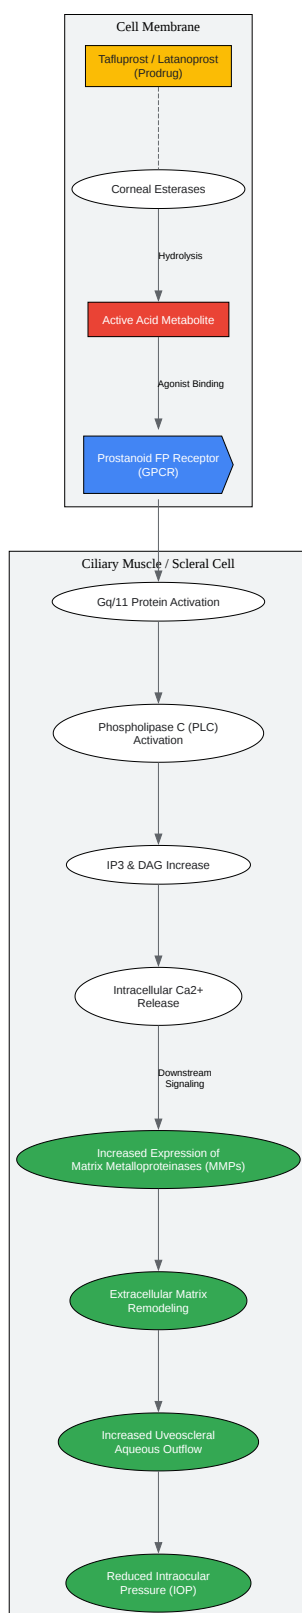 Cell Membrane
Tafluprost / Latanoprost
(Prodrug)
Corneal Esterases
Hydrolysis
Active Acid Metabolite
Agonist Binding
Prostanoid FP Receptor
(GPCR)
Ciliary Muscle / Scleral Cell
Gq/11 Protein Activation
Phospholipase C (PLC)
Activation
IP3 & DAG Increase
Intracellular Ca2+
Release
Downstream
Signaling
Increased Expression of
Matrix Metalloproteinases (MMPs)
Extracellular Matrix
Remodeling
Increased Uveoscleral
Aqueous Outflow
Reduced Intraocular
Pressure (IOP)